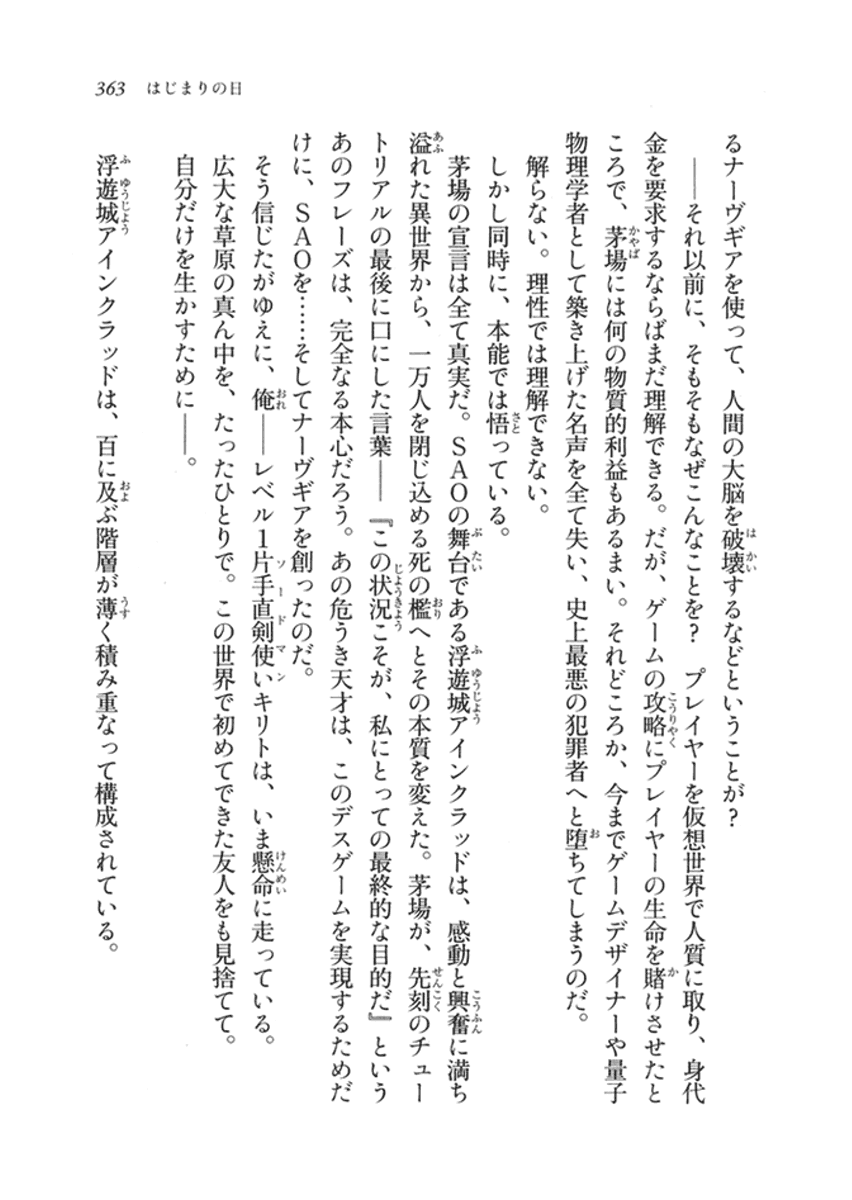 363 はじまりの日
るナーヴギアを使って、人間の大脳を破壊するなどということが?
――それ以前に、そもそもなぜこんなことを? プレイヤーを仮想世界で人質に取り、身代
金を要求するならばまだ理解できる。だが、ゲームの攻略にプレイヤーの生命を賭けさせたと
ころで、茅場には何の物質的利益もあるまい。それどころか、今までゲームデザイナーや量子
物理学者として築き上げた名声を全て失い、史上最悪の犯罪者へと堕ちてしまうのだ。
解らない。理性では理解できない。
しかし同時に、本能では悟っている。
茅場の宣言は全て真実だ。SAOの舞台である浮遊城アインクラッドは、感動と興奮に満ち
溢れた異世界から、一万人を閉じ込める死の檻へとその本質を変えた。茅場が、先刻のチュー
トリアルの最後に口にした言葉――『この状況こそが、私にとっての最終的な目的だ』という
あのフレーズは、完全なる本心だろう。あの危うき天才は、このデスゲームを実現するためだ
けに、SAOを……そしてナーヴギアを創ったのだ。
そう信じたがゆえに、俺――レベル1片手直剣使いキリトは、いま懸命に走っている。
広大な草原の真ん中を、たったひとりで。この世界で初めてできた友人をも見捨てて。
自分だけを生かすために――。
浮遊城アインクラッドは、百に及ぶ階層が薄く積み重なって構成されている。